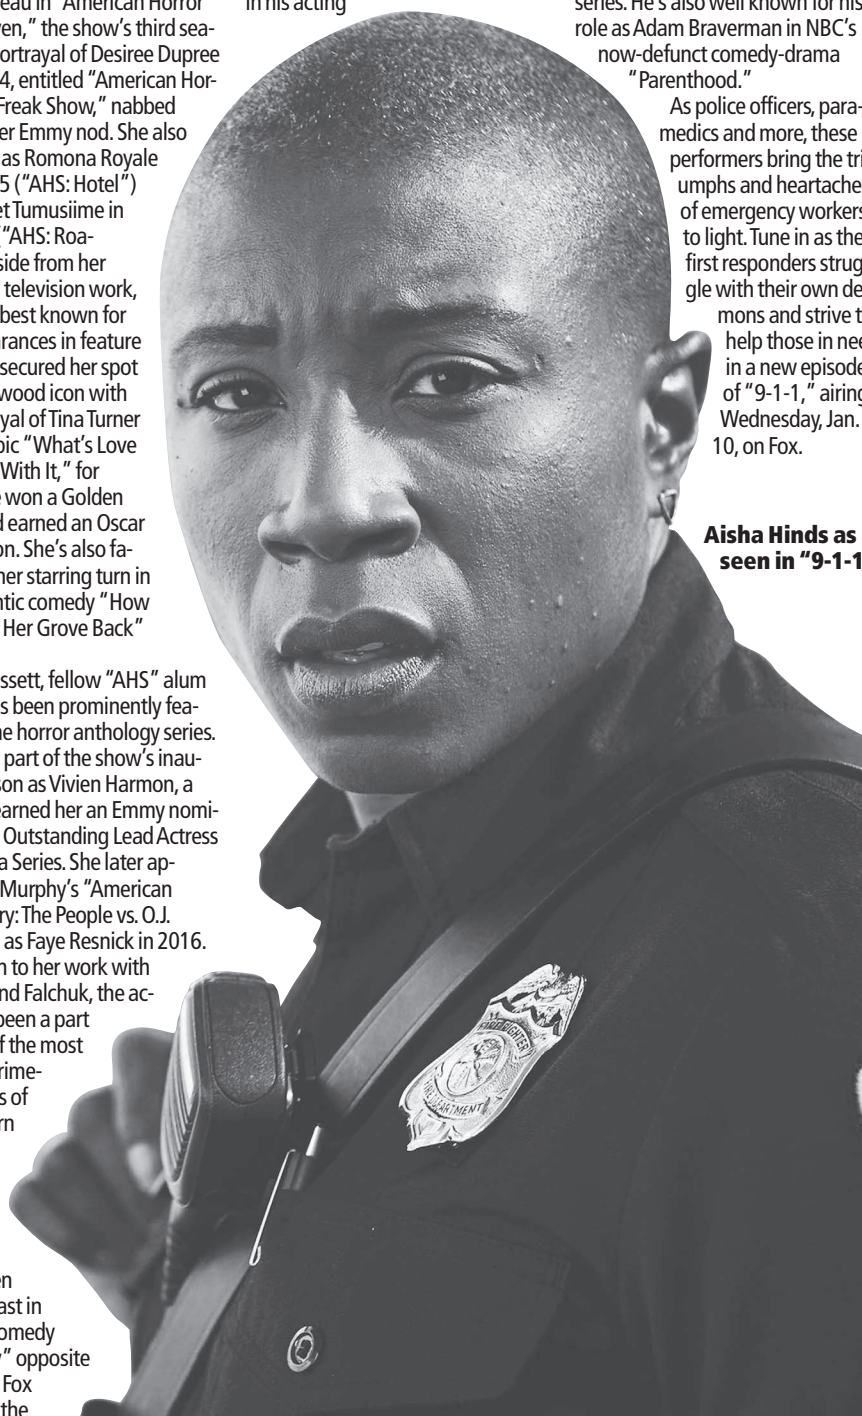 eau in "American Horror
ven," the show's third sea-
ortrayal of Desiree Dupree
4, entitled "American Hor-
Freak Show," nabbed
er Emmy nod. She also
as Romona Royale
5 ("AHS: Hotel")
et Tumusiime in
("AHS: Roa-
side from her
television work,
best known for
arances in feature
secured her spot
wood icon with
yal of Tina Turner
pic "What's Love
With It," for
e won a Golden
d earned an Oscar
on. She's also fa-
her starring turn in
ntic comedy "How
Her Grove Back"
ssett, fellow "AHS" alum
s been prominently fea-
ne horror anthology series.
part of the show's inau-
son as Vivien Harmon, a
earned her an Emmy nomi-
Outstanding Lead Actress
a Series. She later ap-
Murphy's "American
ry: The People vs. O.J.
as Faye Resnick in 2016.
n to her work with
nd Falchuk, the ac-
been a part
f the most
rime-
s of
rn
en
ast in
omedy
" opposite
Fox
the
in his acting
series. He's also well known for his
role as Adam Braverman in NBC's
now-defunct comedy-drama
"Parenthood."
As police officers, para-
medics and more, these
performers bring the tri-
umphs and heartache
of emergency workers
to light. Tune in as the
first responders strug
gle with their own de
mons and strive t
help those in nee
in a new episode
of "9-1-1," airing
Wednesday, Jan.
10, on Fox.
Aisha Hinds as
seen in "9-1-1
FIREFIGHTER
FIRE DEPARTMENT